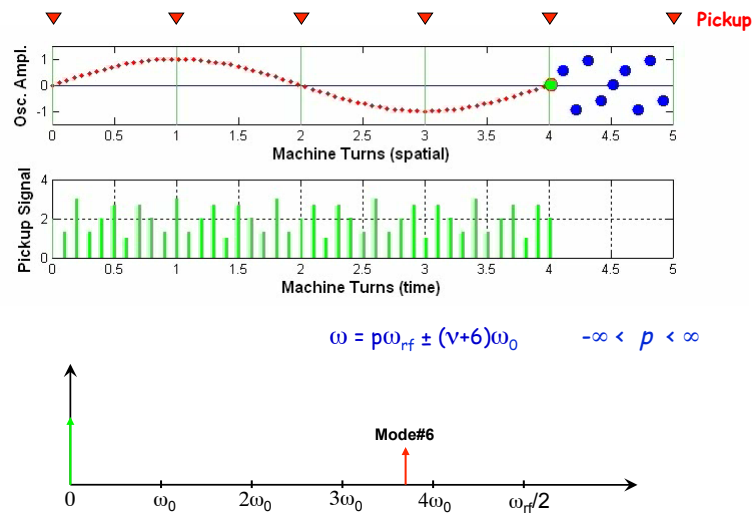 Pickup
Osc. Ampl.
1
0
-1
0 0.5 1 1.5 2 2.5 3 3.5 4 4.5 5
Machine Turns (spatial)
Pickup Signal
4
2
0
0 0.5 1 1.5 2 2.5 3 3.5 4 4.5 5
Machine Turns (time)
ω = pω_rf ± (ν+6)ω_0 -∞ < p < ∞
Mode#6
0 ω_0 2ω_0 3ω_0 4ω_0 ω_rf/2